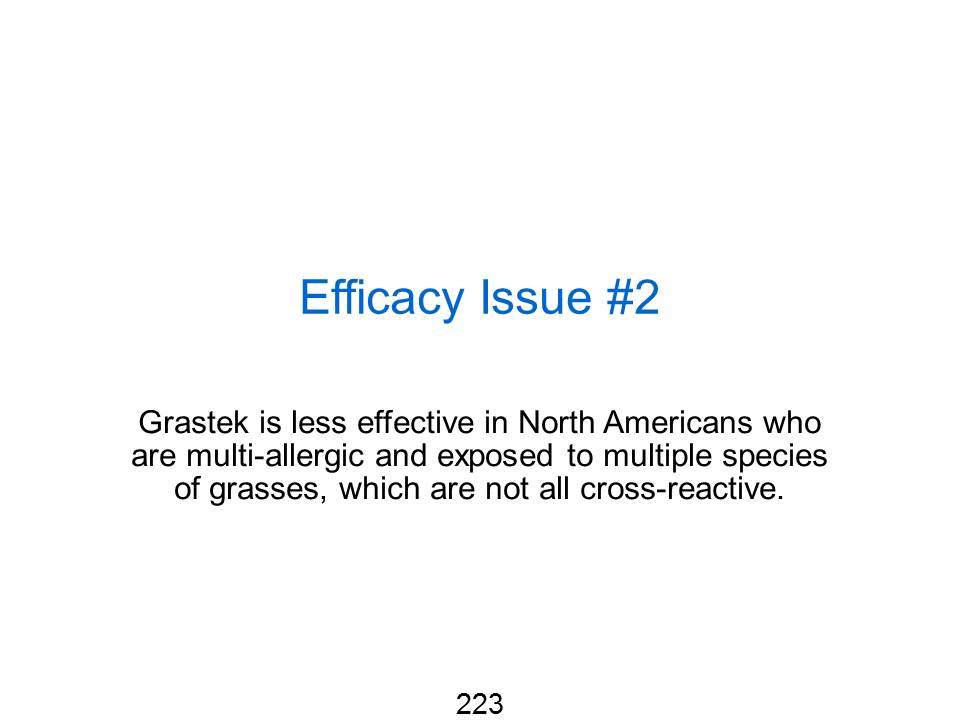 Efficacy Issue #2
Grastek is less effective in North Americans who
are multi-allergic and exposed to multiple species
of grasses, which are not all cross-reactive.
223